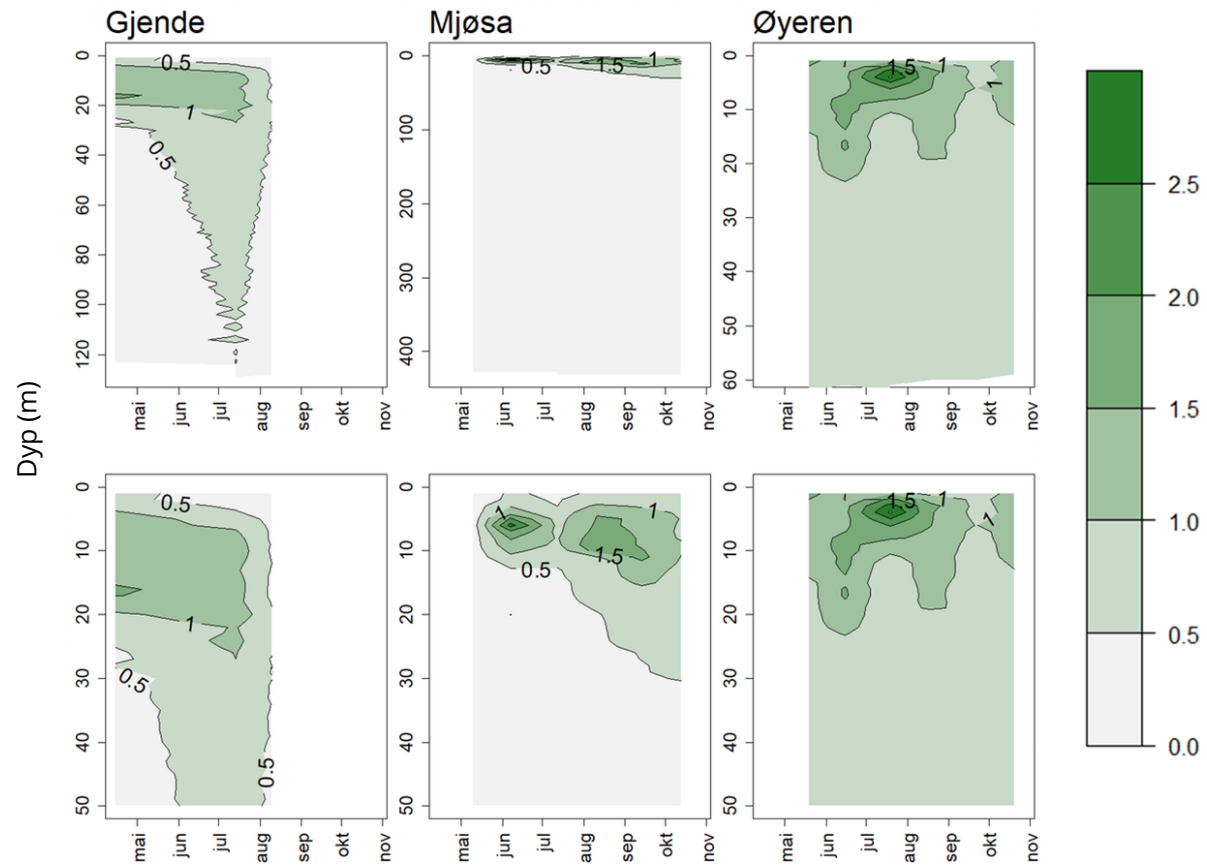 Gjende Mjøsa Øyeren
0 20 40 60 80 100 120
0.5 1 0.5
mai jun jul aug sep okt nov
0 100 200 300 400
0.5 1.5 1
mai jun jul aug sep okt nov
0 10 20 30 40 50 60
1.5 1 1
mai jun jul aug sep okt nov
Dyp (m)
0 10 20 30 40 50
0.5 1 0.5 0.5
mai jun jul aug sep okt nov
0 10 20 30 40 50
1 1 1.5 0.5
mai jun jul aug sep okt nov
0 10 20 30 40 50
1.5 1 1
mai jun jul aug sep okt nov
2.5
2.0
1.5
1.0
0.5
0.0